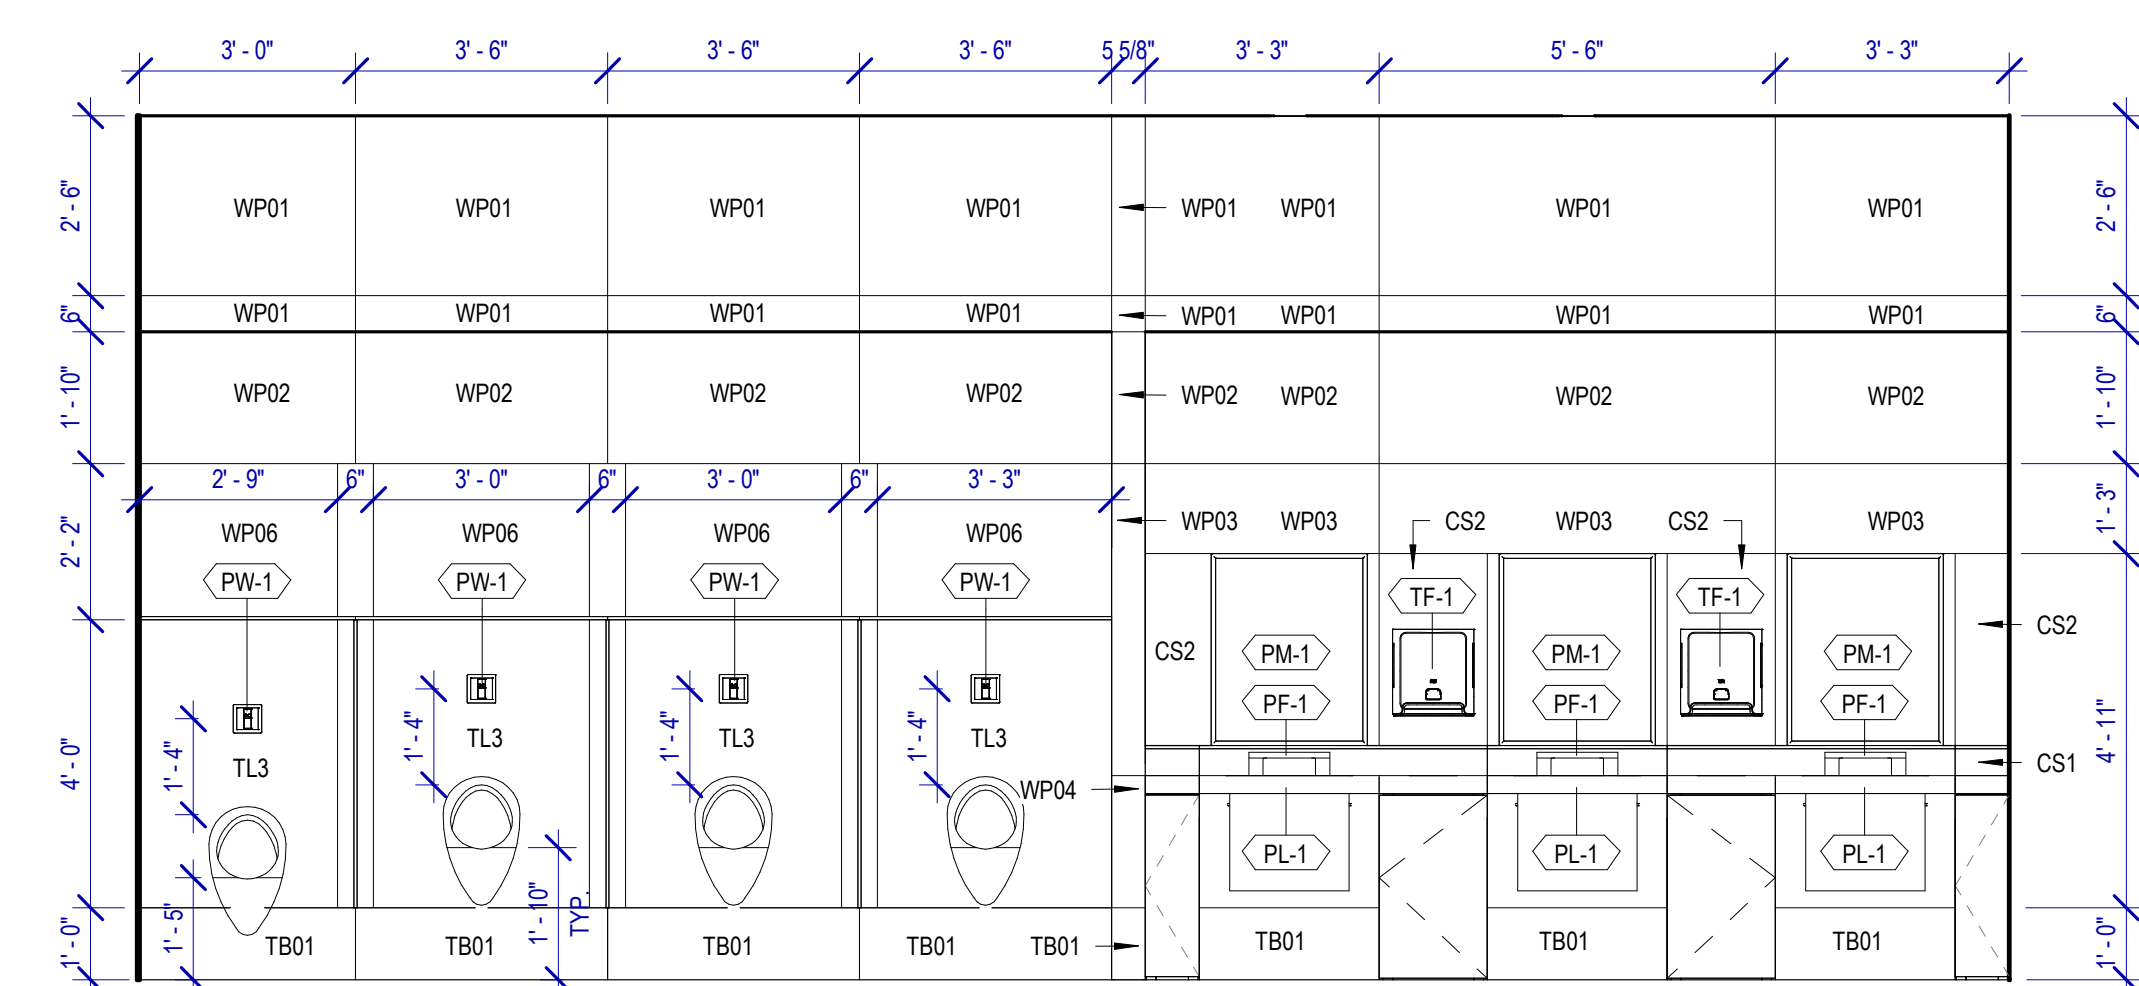 3' - 0" 3' - 6" 3' - 6" 3' - 6" 5 5/8" 3' - 3" 5' - 6" 3' - 3"
2' - 6" WP01 WP01 WP01 WP01 WP01 WP01 WP01 WP01 2' - 6"
6" WP01 WP01 WP01 WP01 WP01 WP01 WP01 WP01 6"
1' - 10" WP02 WP02 WP02 WP02 WP02 WP02 WP02 WP02 1' - 10"
2' - 9" 6" 3' - 0" 6" 3' - 0" 6" 3' - 3"
2' - 2" WP06 WP06 WP06 WP06 WP03 WP03 CS2 WP03 CS2 WP03 1' - 3"
PW-1 PW-1 PW-1 PW-1 TF-1 TF-1
CS2
CS2 PM-1 PM-1 PM-1
PF-1 PF-1 PF-1
TL3 TL3 TL3
1' - 4" 1' - 4" 1' - 4"
4' - 0" 1' - 4" TL3 CS1 4' - 11"
WP04
PL-1 PL-1 PL-1
1' - 0" 1' - 5" TB01 TB01 1' - 10" TYP. TB01 TB01 TB01 TB01 TB01 TB01 1' - 0"